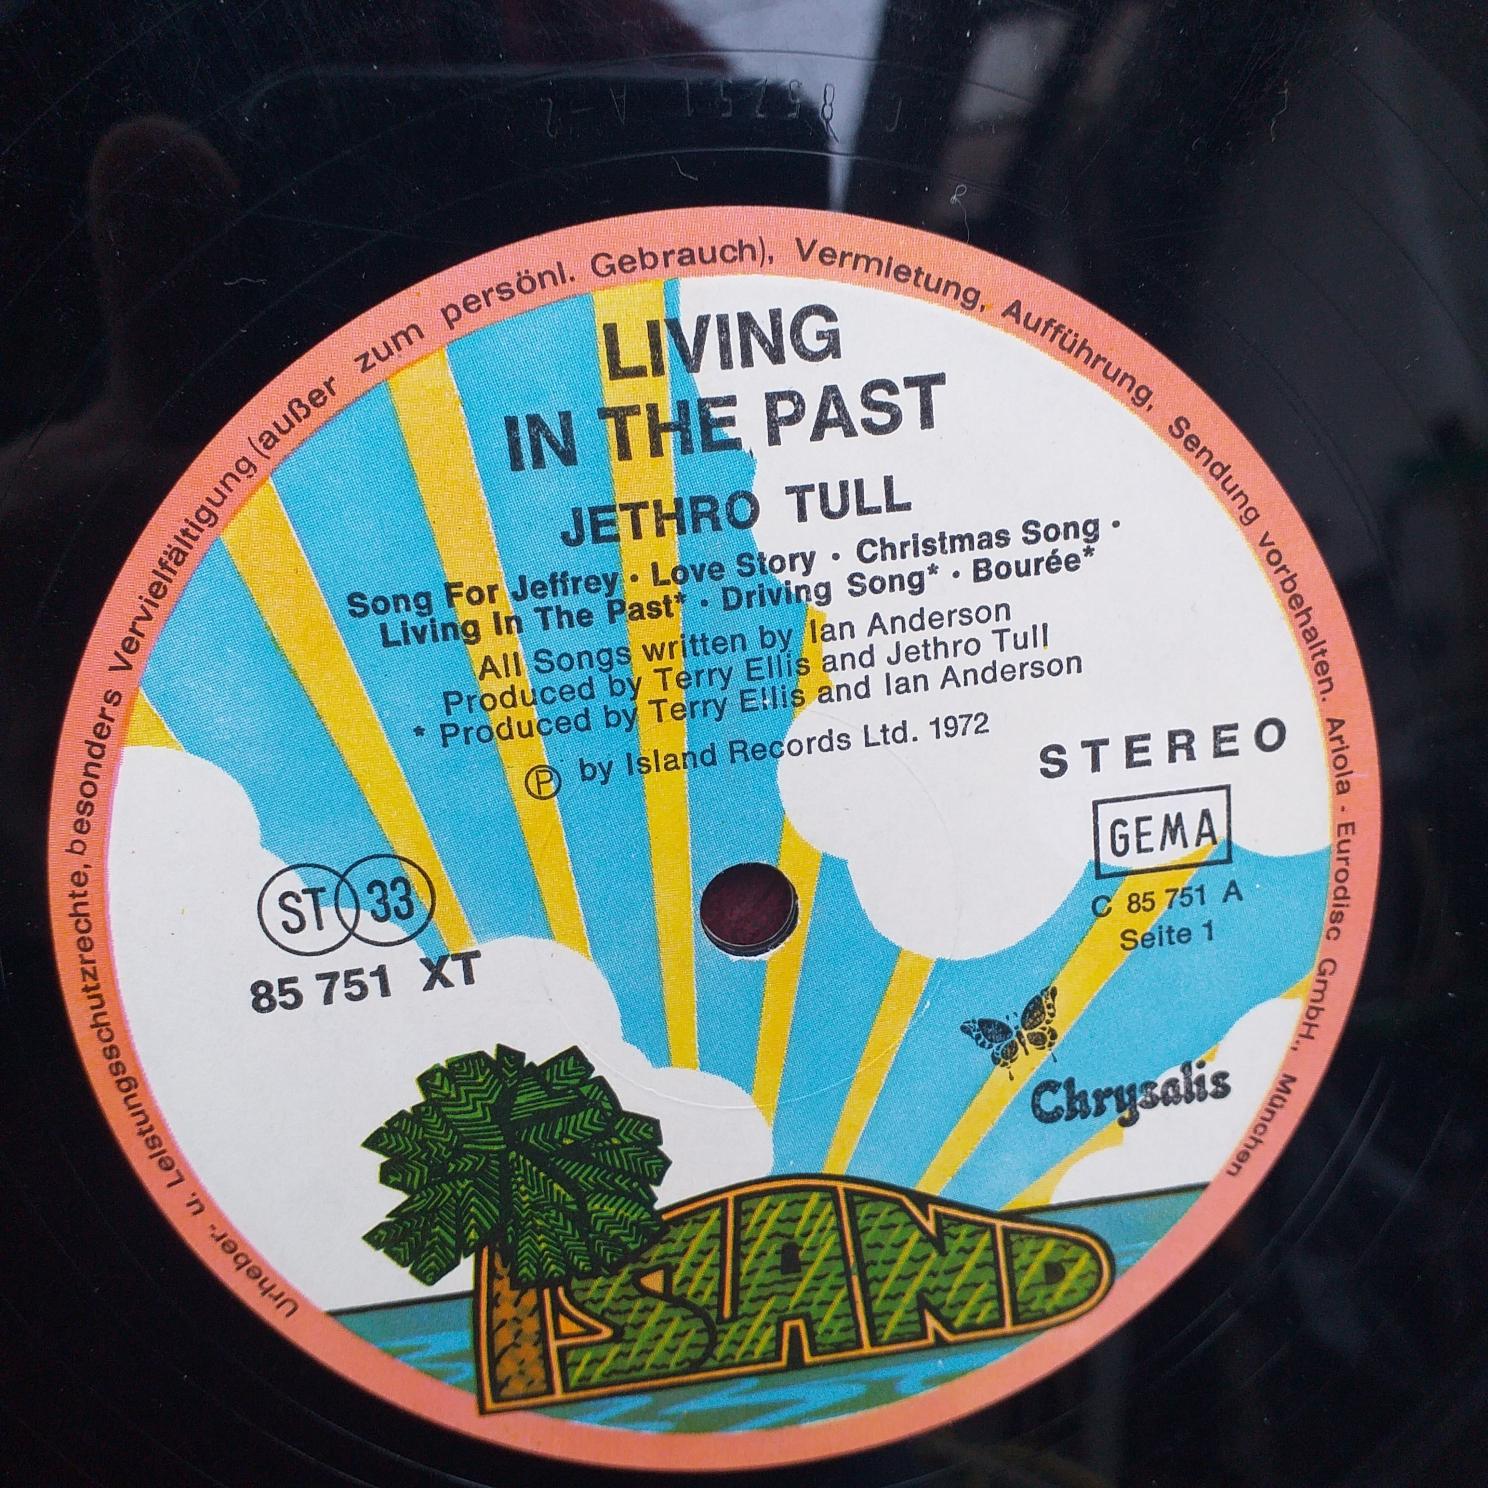 C 85751 A-2
Urheber- u. Leistungsschutzrechte, besonders Vervielfältigung (außer zum persönl. Gebrauch), Vermietung, Aufführung, Sendung vorbehalten. Ariola - Eurodisc GmbH., München
LIVING
IN THE PAST
JETHRO TULL
Song For Jeffrey · Love Story · Christmas Song ·
Living In The Past* · Driving Song* · Bourée*
All Songs written by Ian Anderson
Produced by Terry Ellis and Jethro Tull
* Produced by Terry Ellis and Ian Anderson
Ⓟ by Island Records Ltd. 1972
STEREO
GEMA
C 85 751 A
Seite 1
ST 33
85 751 XT
Chrysalis
ISLAND